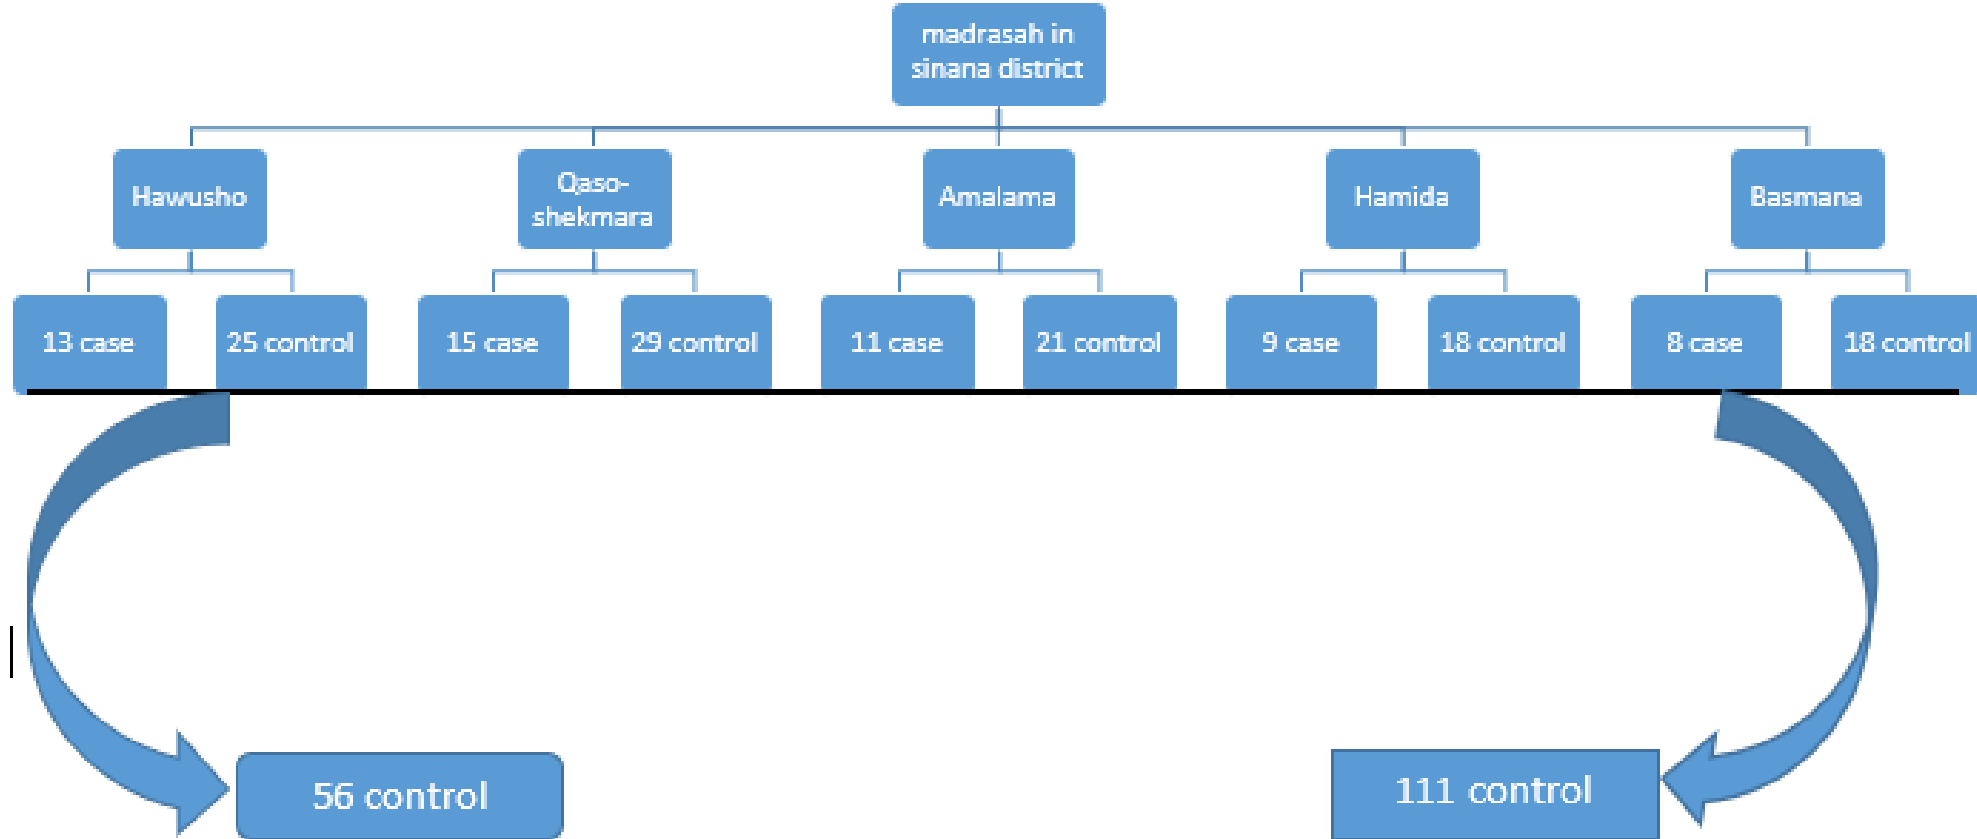 madrasah in
sinana district
Hawusho
Qaso-
shekmara
Amalama
Hamida
Basmana
13 case
25 control
15 case
29 control
11 case
21 control
9 case
18 control
8 case
18 control
56 control
111 control